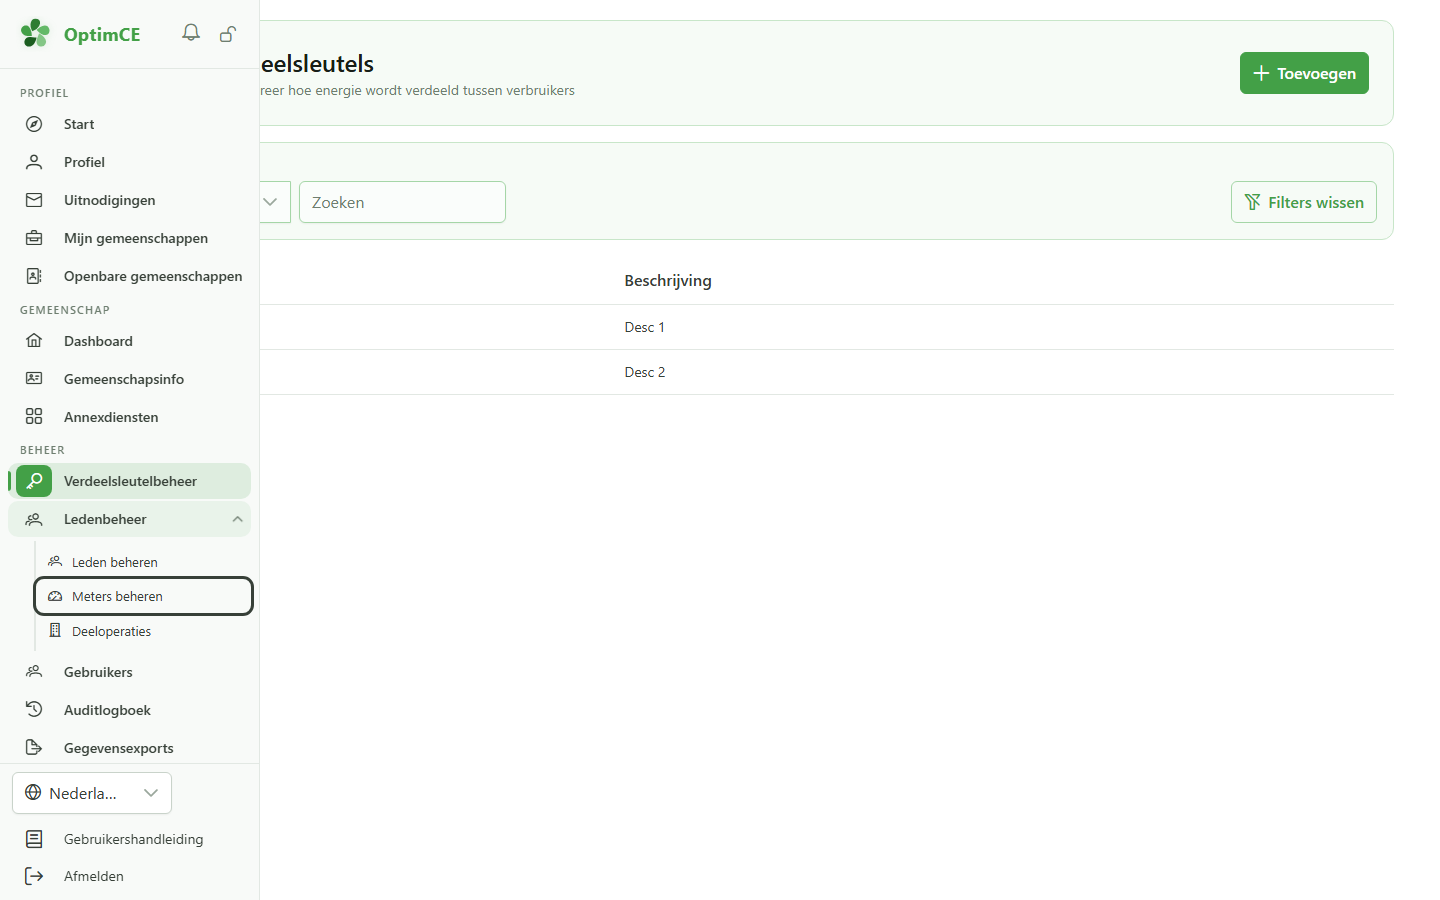 OptimCE
PROFIEL
Start
Profiel
Uitnodigingen
Mijn gemeenschappen
Openbare gemeenschappen
GEMEENSCHAP
Dashboard
Gemeenschapsinfo
Annexdiensten
BEHEER
Verdeelsleutelbeheer
Ledenbeheer
Leden beheren
Meters beheren
Deeloperaties
Gebruikers
Auditlogboek
Gegevensexports
Nederla...
Gebruikershandleiding
Afmelden
eelsleutels
reer hoe energie wordt verdeeld tussen verbruikers
Toevoegen
Zoeken
Filters wissen
Beschrijving
Desc 1
Desc 2